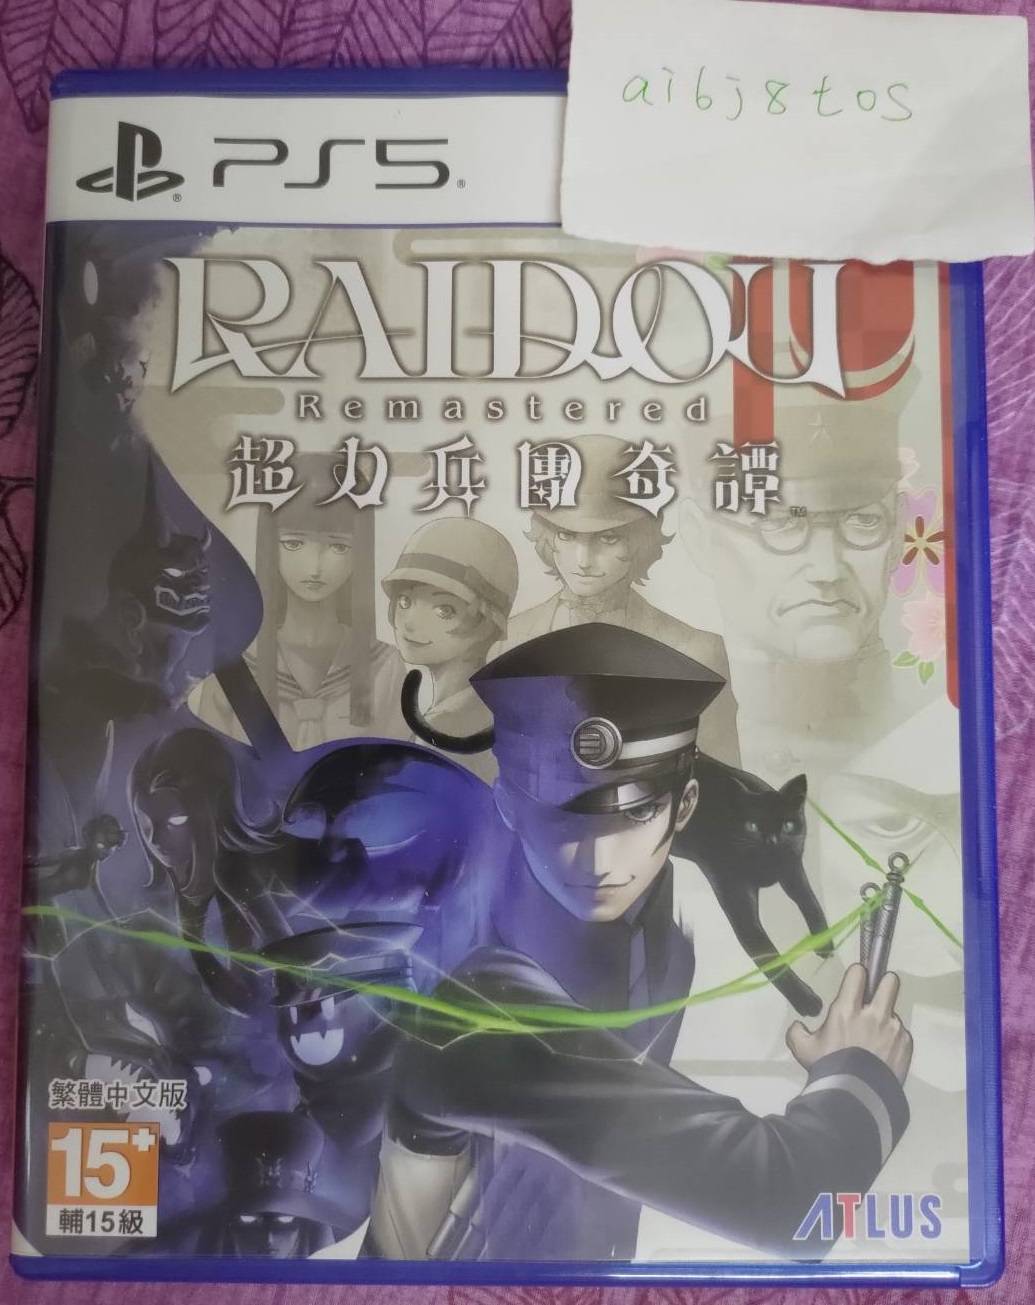 ai6j8tos
PS5
RAIDOU
Remastered
超力兵團奇譚
繁體中文版
15+
輔15級
ATLUS